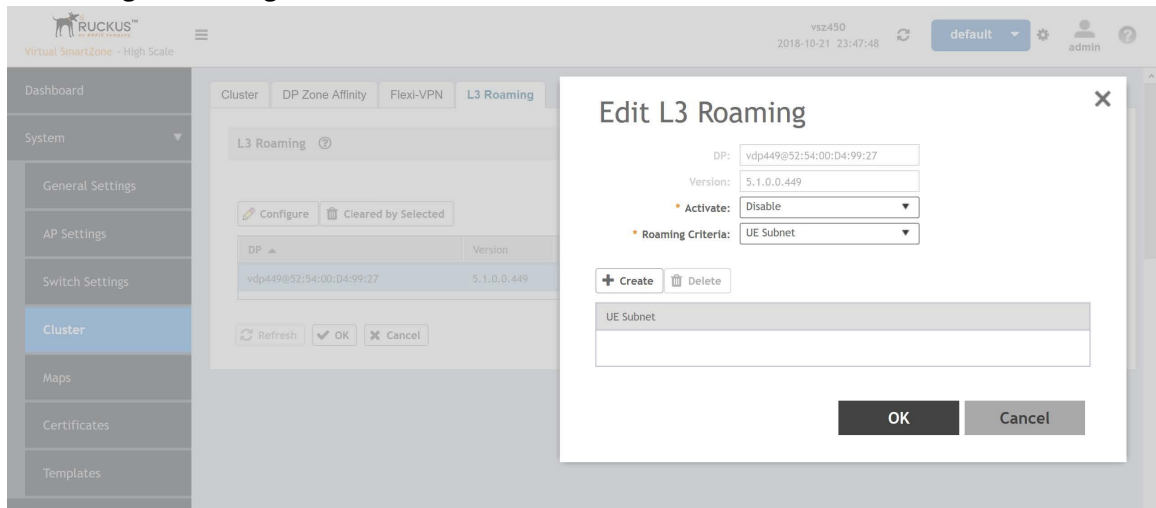 RUCKUS™
Virtual SmartZone - High Scale
vsz450
2018-10-21 23:47:48
default
admin
Dashboard
System
General Settings
AP Settings
Switch Settings
Cluster
Maps
Certificates
Templates
Cluster DP Zone Affinity Flexi-VPN L3 Roaming
L3 Roaming
Configure Cleared by Selected
DP Version
vdp449@52:54:00:D4:99:27 5.1.0.0.449
Refresh OK Cancel
Edit L3 Roaming
DP: vdp449@52:54:00:D4:99:27
Version: 5.1.0.0.449
* Activate: Disable
* Roaming Criteria: UE Subnet
Create Delete
UE Subnet
OK Cancel